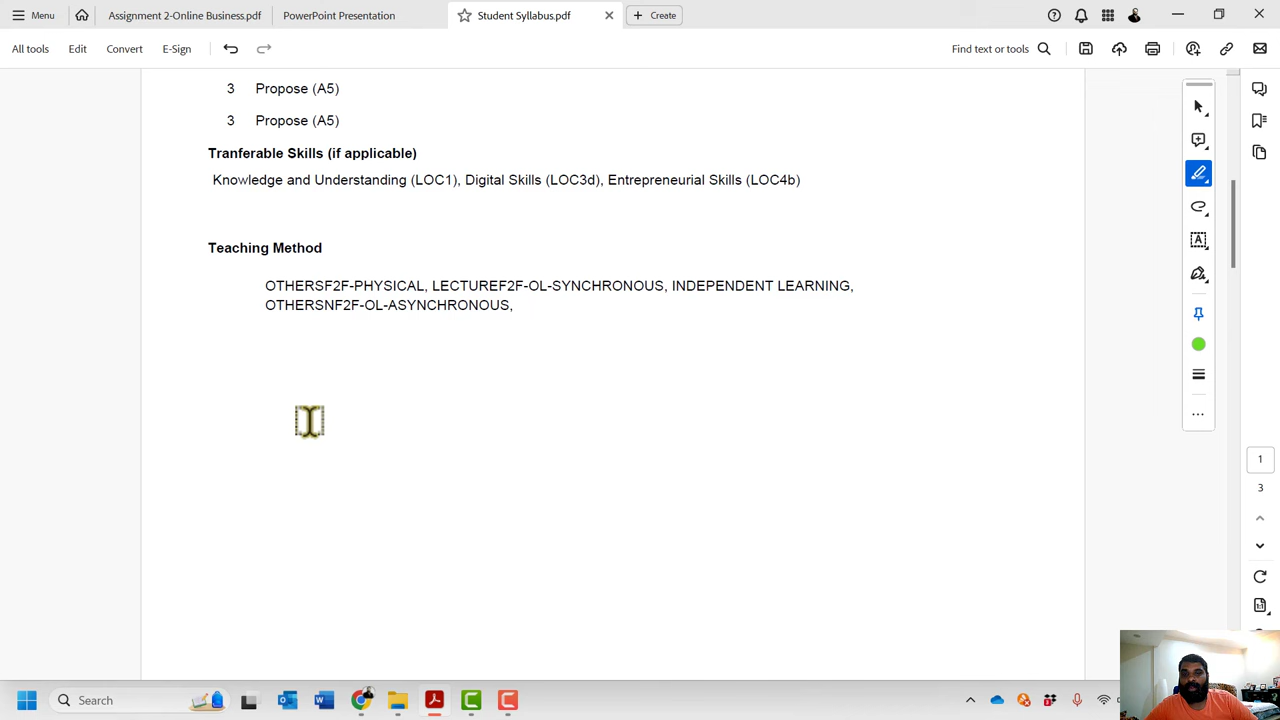 Menu
Assignment 2-Online Business.pdf
PowerPoint Presentation
Student Syllabus.pdf
Create
All tools
Edit
Convert
E-Sign
Find text or tools
3 Propose (A5)
3 Propose (A5)
Tranferable Skills (if applicable)
Knowledge and Understanding (LOC1), Digital Skills (LOC3d), Entrepreneurial Skills (LOC4b)
Teaching Method
OTHERSF2F-PHYSICAL, LECTUREF2F-OL-SYNCHRONOUS, INDEPENDENT LEARNING,
OTHERSNF2F-OL-ASYNCHRONOUS,
1
3
Search